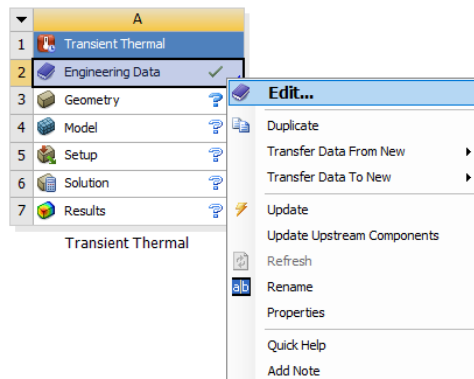 A
1 Transient Thermal
2 Engineering Data
3 Geometry ?
4 Model ?
5 Setup ?
6 Solution ?
7 Results ?
Transient Thermal
Edit...
Duplicate
Transfer Data From New
Transfer Data To New
Update
Update Upstream Components
Refresh
a|b Rename
Properties
Quick Help
Add Note